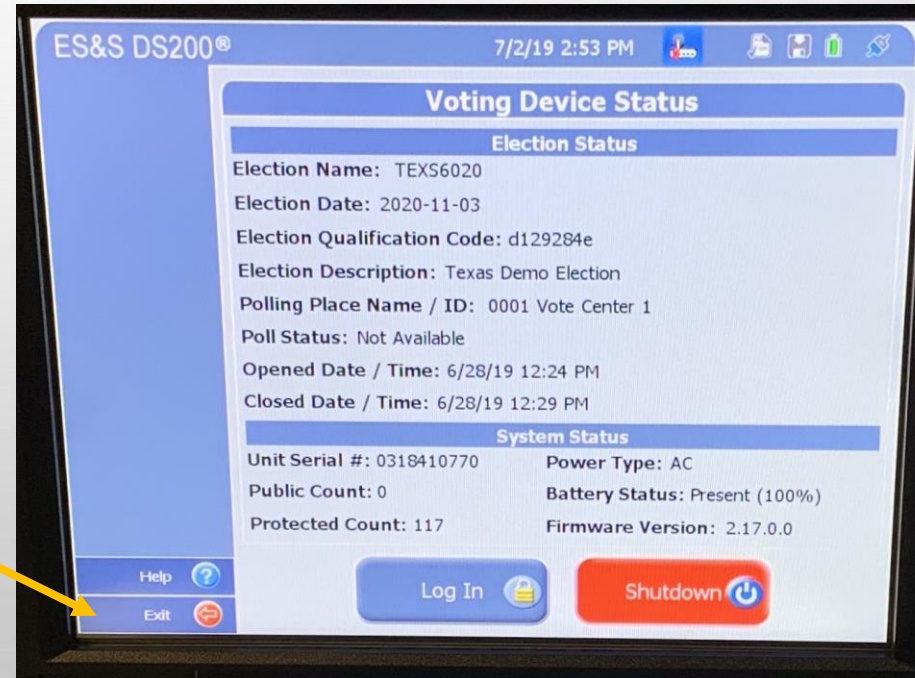 ES&S DS200® 7/2/19 2:53 PM
Voting Device Status
Election Status
Election Name: TEXS6020
Election Date: 2020-11-03
Election Qualification Code: d129284e
Election Description: Texas Demo Election
Polling Place Name / ID: 0001 Vote Center 1
Poll Status: Not Available
Opened Date / Time: 6/28/19 12:24 PM
Closed Date / Time: 6/28/19 12:29 PM
System Status
Unit Serial #: 0318410770 Power Type: AC
Public Count: 0 Battery Status: Present (100%)
Protected Count: 117 Firmware Version: 2.17.0.0
Help
Exit
Log In
Shutdown